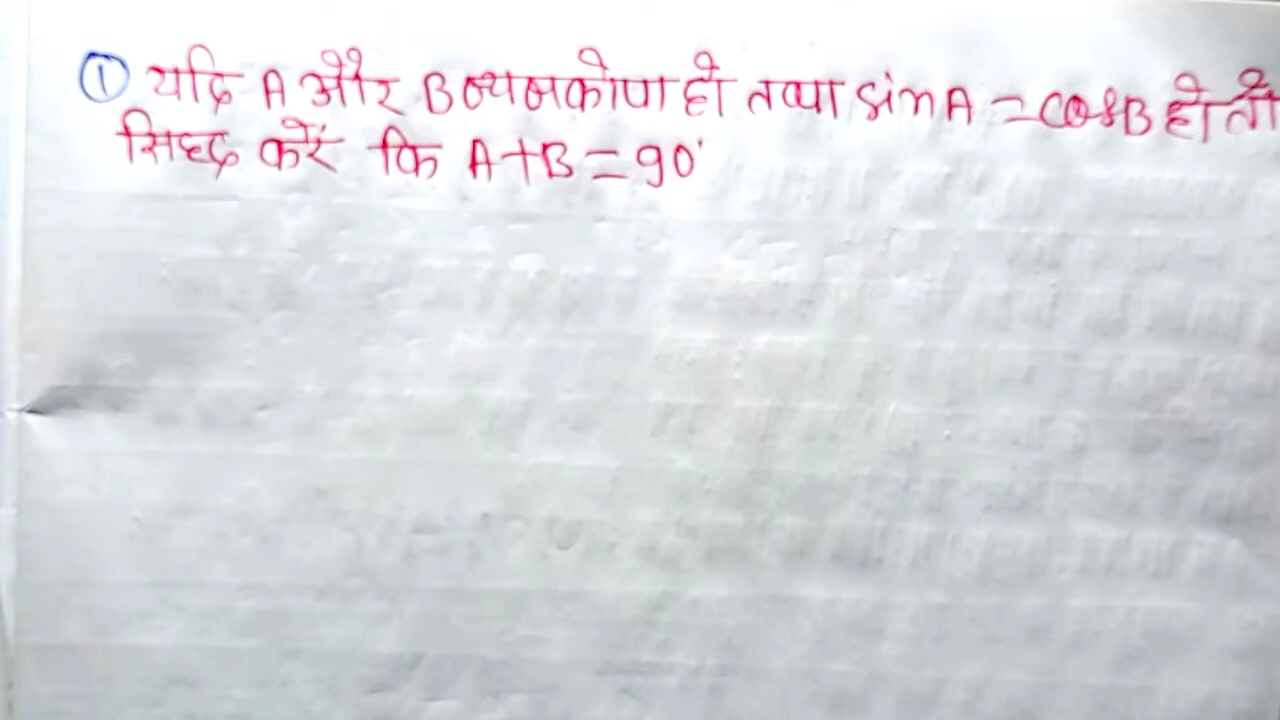 ① यदि A और B न्यूनकोण हो तथा sin A = cos B हो तो
सिद्ध करें कि A+B = 90°